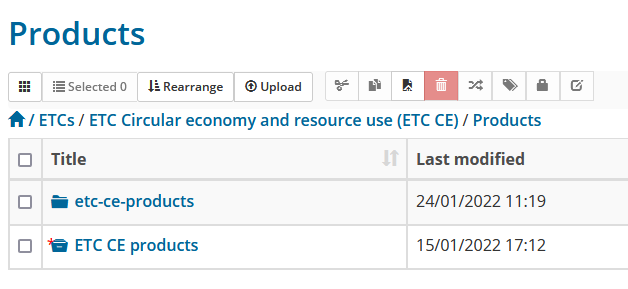 Products
Selected 0 Rearrange Upload
/ ETCs / ETC Circular economy and resource use (ETC CE) / Products
Title Last modified
etc-ce-products 24/01/2022 11:19
* ETC CE products 15/01/2022 17:12